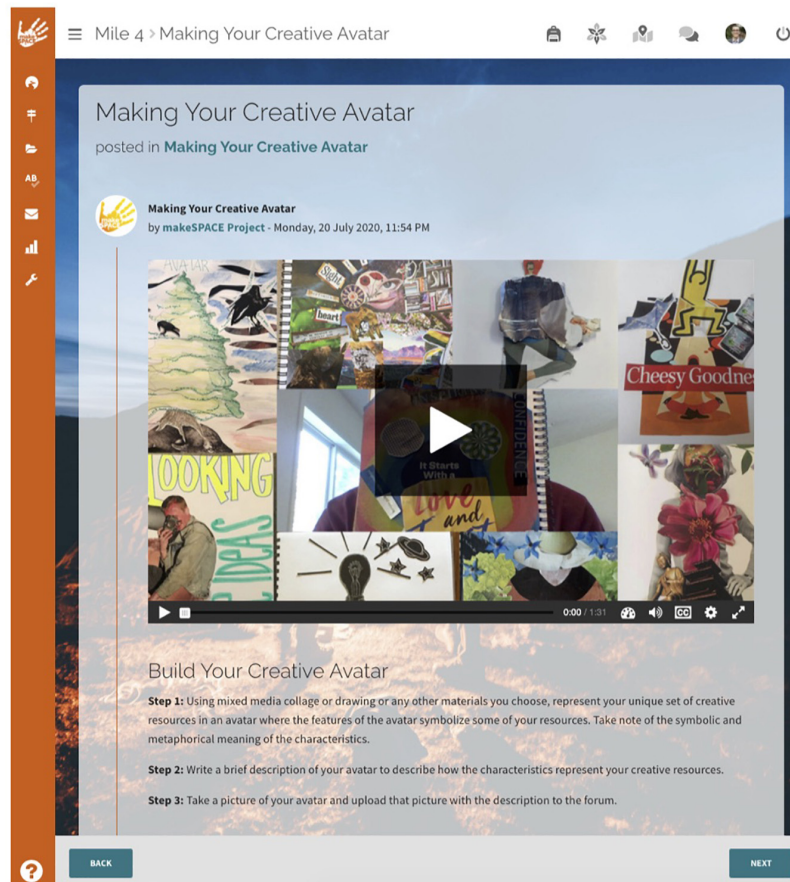 SPACE
Mile 4 > Making Your Creative Avatar
AB
Making Your Creative Avatar
posted in Making Your Creative Avatar
Making Your Creative Avatar
by makeSPACE Project - Monday, 20 July 2020, 11:54 PM
AVATAR
Sight
heart
Cheesy Goodnes
CONFIDENCE
It Starts
With a
Love
and
LOOKING
IDEAS
0:00 / 1:31
CC
Build Your Creative Avatar
Step 1: Using mixed media collage or drawing or any other materials you choose, represent your unique set of creative
resources in an avatar where the features of the avatar symbolize some of your resources. Take note of the symbolic and
metaphorical meaning of the characteristics.
Step 2: Write a brief description of your avatar to describe how the characteristics represent your creative resources.
Step 3: Take a picture of your avatar and upload that picture with the description to the forum.
?
BACK
NEXT